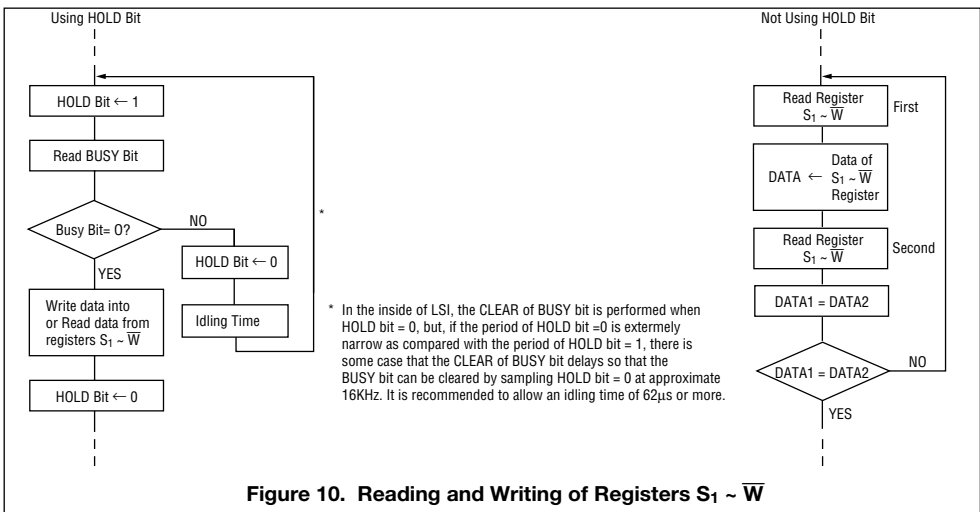 Using HOLD Bit
HOLD Bit ← 1
Read BUSY Bit
Busy Bit= O?
NO
YES
HOLD Bit ← 0
Idling Time
*
Write data into
or Read data from
registers S₁ ~ W̅
HOLD Bit ← 0
* In the inside of LSI, the CLEAR of BUSY bit is performed when
HOLD bit = 0, but, if the period of HOLD bit =0 is extermely
narrow as compared with the period of HOLD bit = 1, there is
some case that the CLEAR of BUSY bit delays so that the
BUSY bit can be cleared by sampling HOLD bit = 0 at approximate
16KHz. It is recommended to allow an idling time of 62µs or more.
Not Using HOLD Bit
Read Register
S₁ ~ W̅
First
DATA ← Data of
S₁ ~ W̅
Register
Read Register
S₁ ~ W̅
Second
DATA1 = DATA2
DATA1 = DATA2
NO
YES
Figure 10. Reading and Writing of Registers S₁ ~ W̅